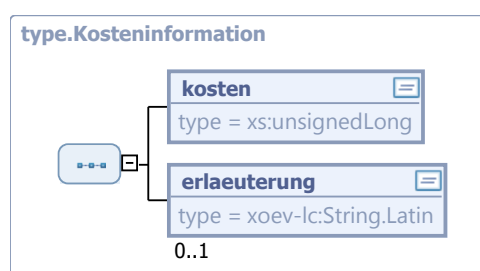 type.Kosteninformation
kosten
type = xs:unsignedLong
erlaeuterung
type = xoev-lc:String.Latin
0..1